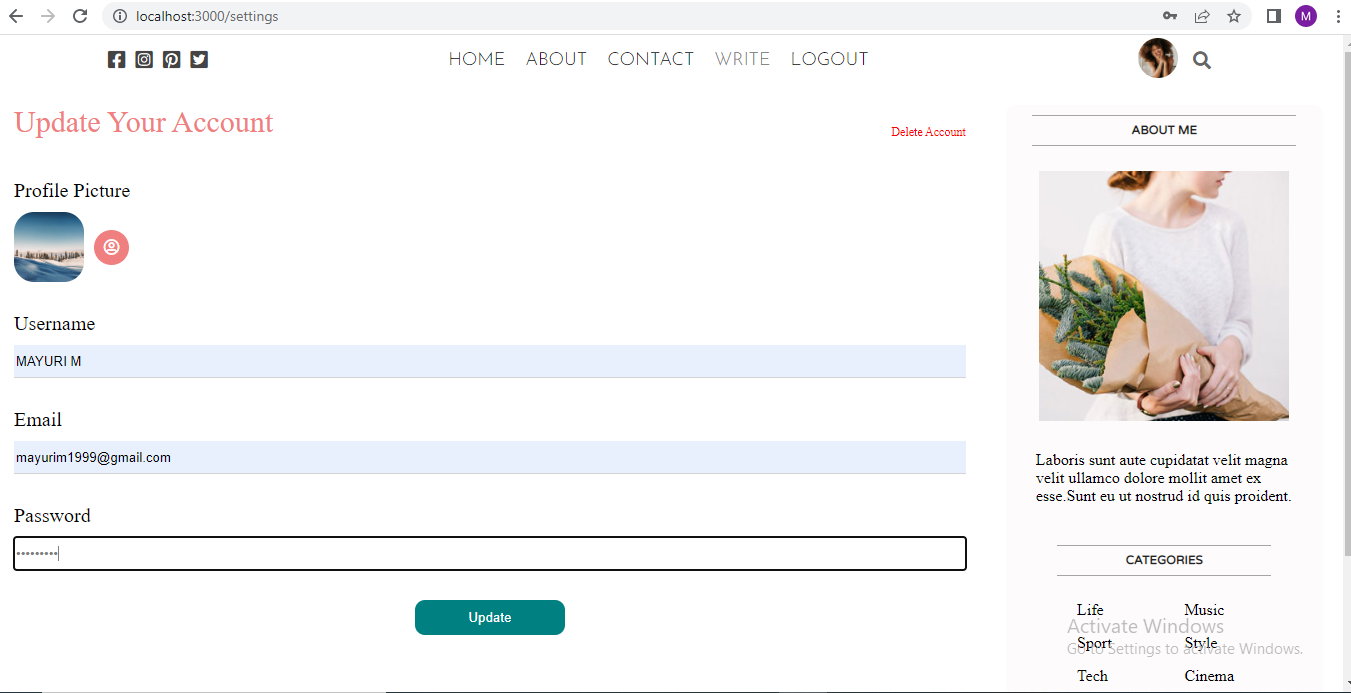 localhost:3000/settings
M
HOME ABOUT CONTACT WRITE LOGOUT
Update Your Account
Delete Account
Profile Picture
Username
MAYURI M
Email
mayurim1999@gmail.com
Password
•••••••••
Update
ABOUT ME
Laboris sunt aute cupidatat velit magna
velit ullamco dolore mollit amet ex
esse.Sunt eu ut nostrud id quis proident.
CATEGORIES
Life Music
Sport Style
Tech Cinema
Activate Windows
Go to Settings to activate Windows.